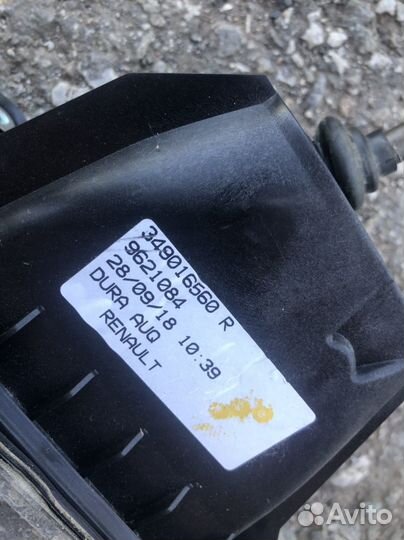 349016560 R
9621084
28/09/18 10:39
DURA AUQ
RENAULT
Avito